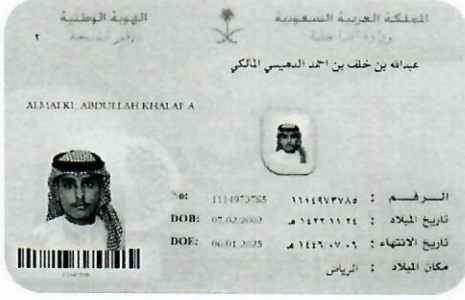 المملكة العربية السعودية
الهوية الوطنية
وزارة الداخلية
٢
عبدالله بن خلف بن احمد الدهيسي المالكي
ALMALKI, ABDULLAH KHALAF A
No: 1114973785 الرقم : ١١١٤٩٧٣٧٨٥
DOB: 07.02.2002 تاريخ الميلاد : ١٤٢٢.١١.٢٤ هـ
DOE: 06.01.2025 تاريخ الانتهاء : ١٤٤٦.٠٧.٠٦ هـ
مكان الميلاد : الرياض